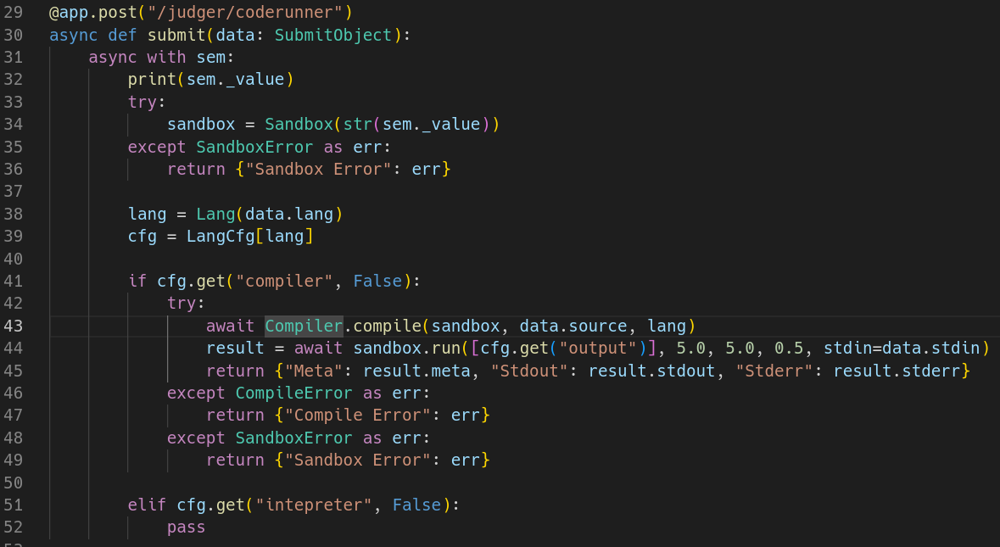 29 @app.post("/judger/coderunner")
30 async def submit(data: SubmitObject):
31     async with sem:
32         print(sem._value)
33         try:
34             sandbox = Sandbox(str(sem._value))
35         except SandboxError as err:
36             return {"Sandbox Error": err}
37
38         lang = Lang(data.lang)
39         cfg = LangCfg[lang]
40
41         if cfg.get("compiler", False):
42             try:
43                 await Compiler.compile(sandbox, data.source, lang)
44                 result = await sandbox.run([cfg.get("output")], 5.0, 5.0, 0.5, stdin=data.stdin)
45                 return {"Meta": result.meta, "Stdout": result.stdout, "Stderr": result.stderr}
46             except CompileError as err:
47                 return {"Compile Error": err}
48             except SandboxError as err:
49                 return {"Sandbox Error": err}
50
51         elif cfg.get("intepreter", False):
52             pass